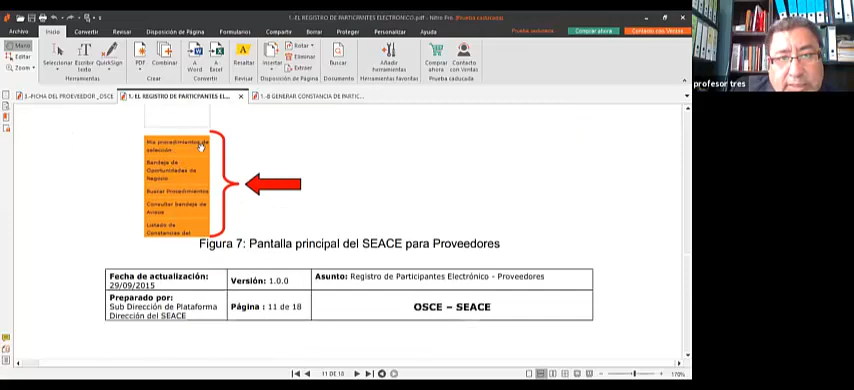 1.-EL REGISTRO DE PARTICIPANTES ELECTRONICO.pdf - Nitro Pro (Prueba caducada)
Archivo Inicio Convertir Revisar Disposición de Página Formularios Compartir Borrar Proteger Personalizar Ayuda Prueba caducada Comprar ahora Contacto con Ventas
Mano
Editar
Zoom
Seleccionar
Escribir texto
QuickSign
PDF
Combinar
A Word
A Excel
Resaltar
Insertar
Rotar
Eliminar
Extraer
OCR
Añadir herramientas
Comprar ahora
Contacto con Ventas
Herramientas Crear Convertir Revisar Disposición de Página Documento Herramientas Favoritas Prueba caducada
profesor tres
3.-FICHA DEL PROEVEEDOR _OSCE 1.-EL REGISTRO DE PARTICIPANTES EL... 1.-8 GENERAR CONSTANCIA DE PARTIC...
Mis procedimientos de
selección
Bandeja de
Oportunidades de
Negocio
Buscar Procedimientos
Consultar bandeja de
Avisos
Listado de
Constancias del
Figura 7: Pantalla principal del SEACE para Proveedores
Fecha de actualización:
29/09/2015
Versión: 1.0.0
Asunto: Registro de Participantes Electrónico - Proveedores
Preparado por:
Sub Dirección de Plataforma
Dirección del SEACE
Página : 11 de 18
OSCE – SEACE
11 DE 18
170%